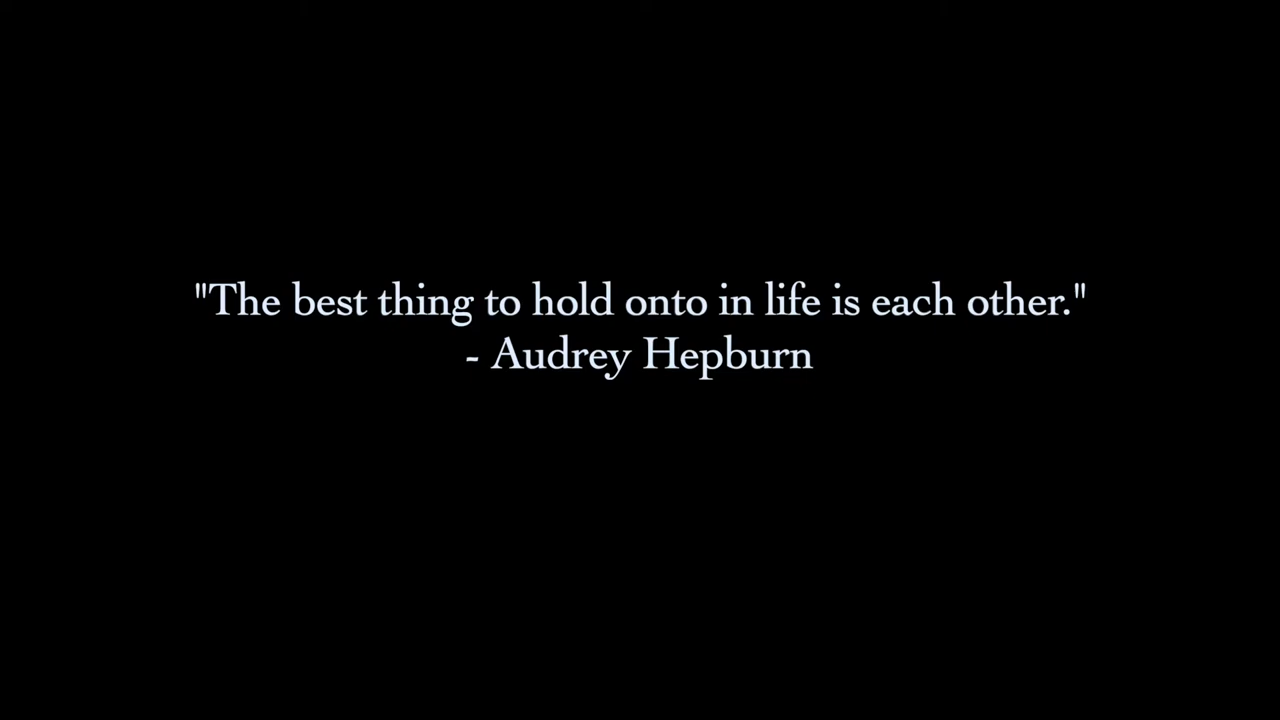 "The best thing to hold onto in life is each other."
- Audrey Hepburn